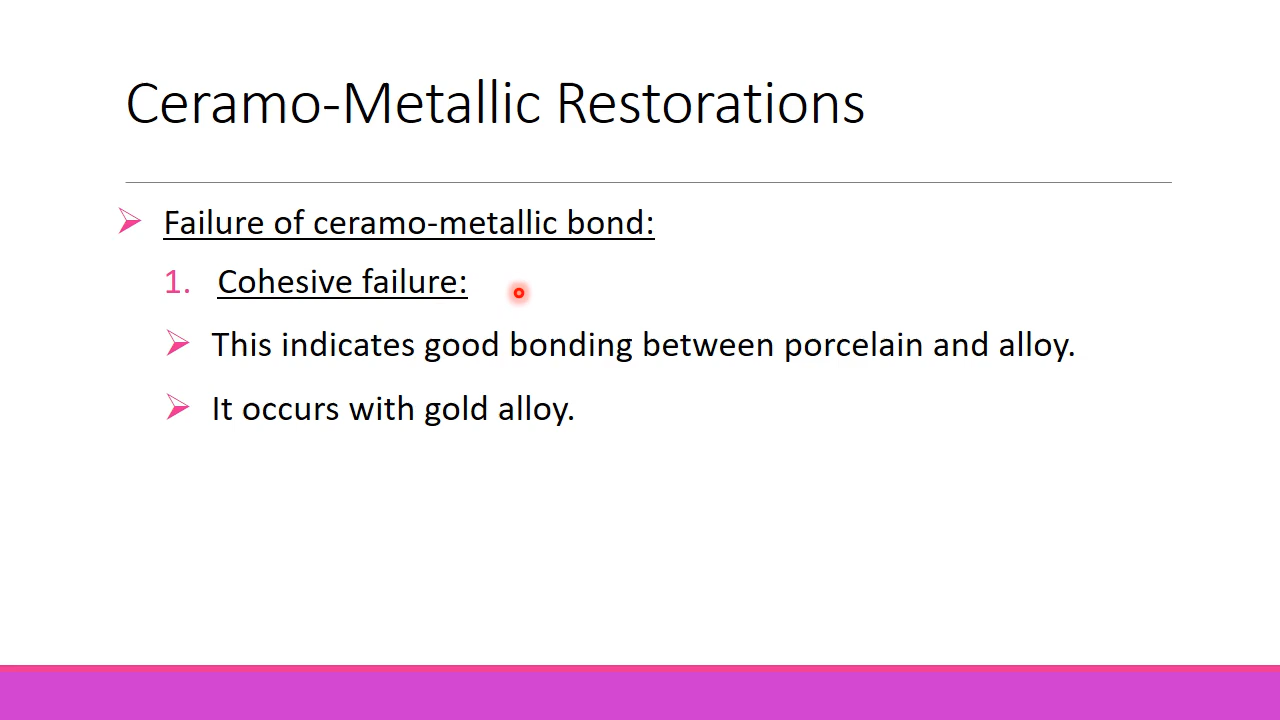 Ceramo-Metallic Restorations
Failure of ceramo-metallic bond:
1. Cohesive failure:
This indicates good bonding between porcelain and alloy.
It occurs with gold alloy.